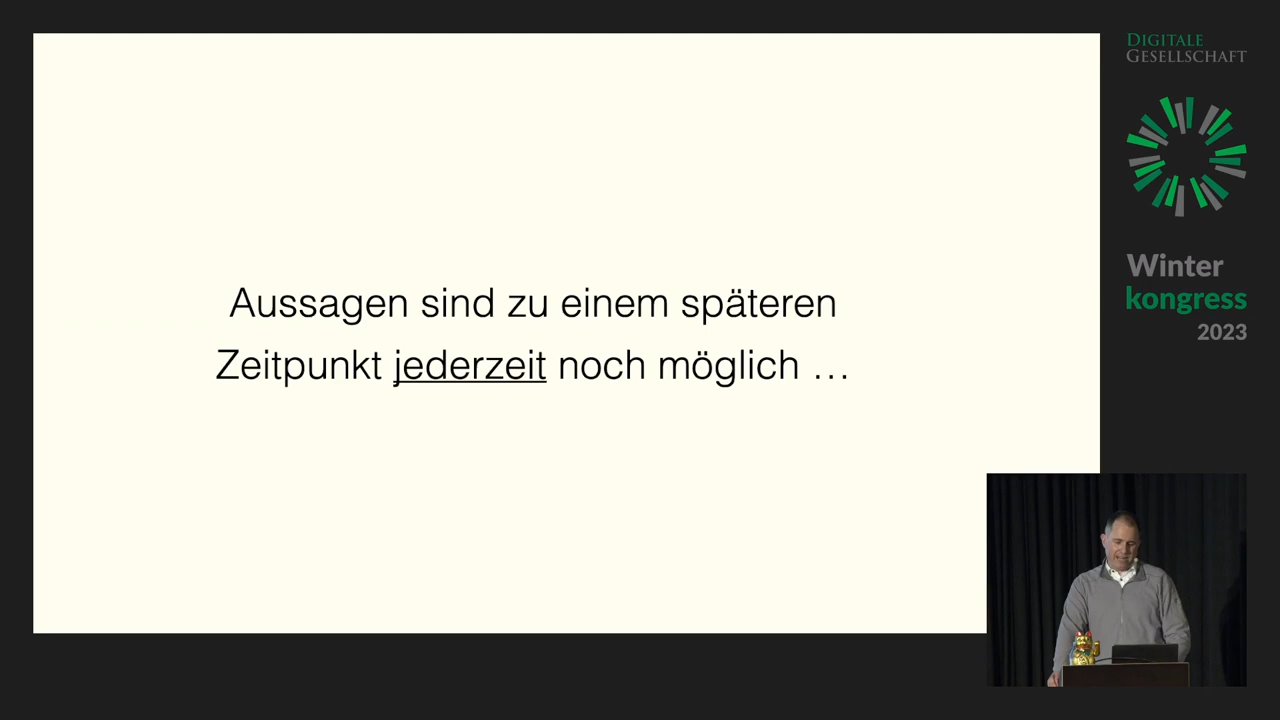 Aussagen sind zu einem späteren
Zeitpunkt jederzeit noch möglich …
DIGITALE
GESELLSCHAFT
Winter
kongress
2023